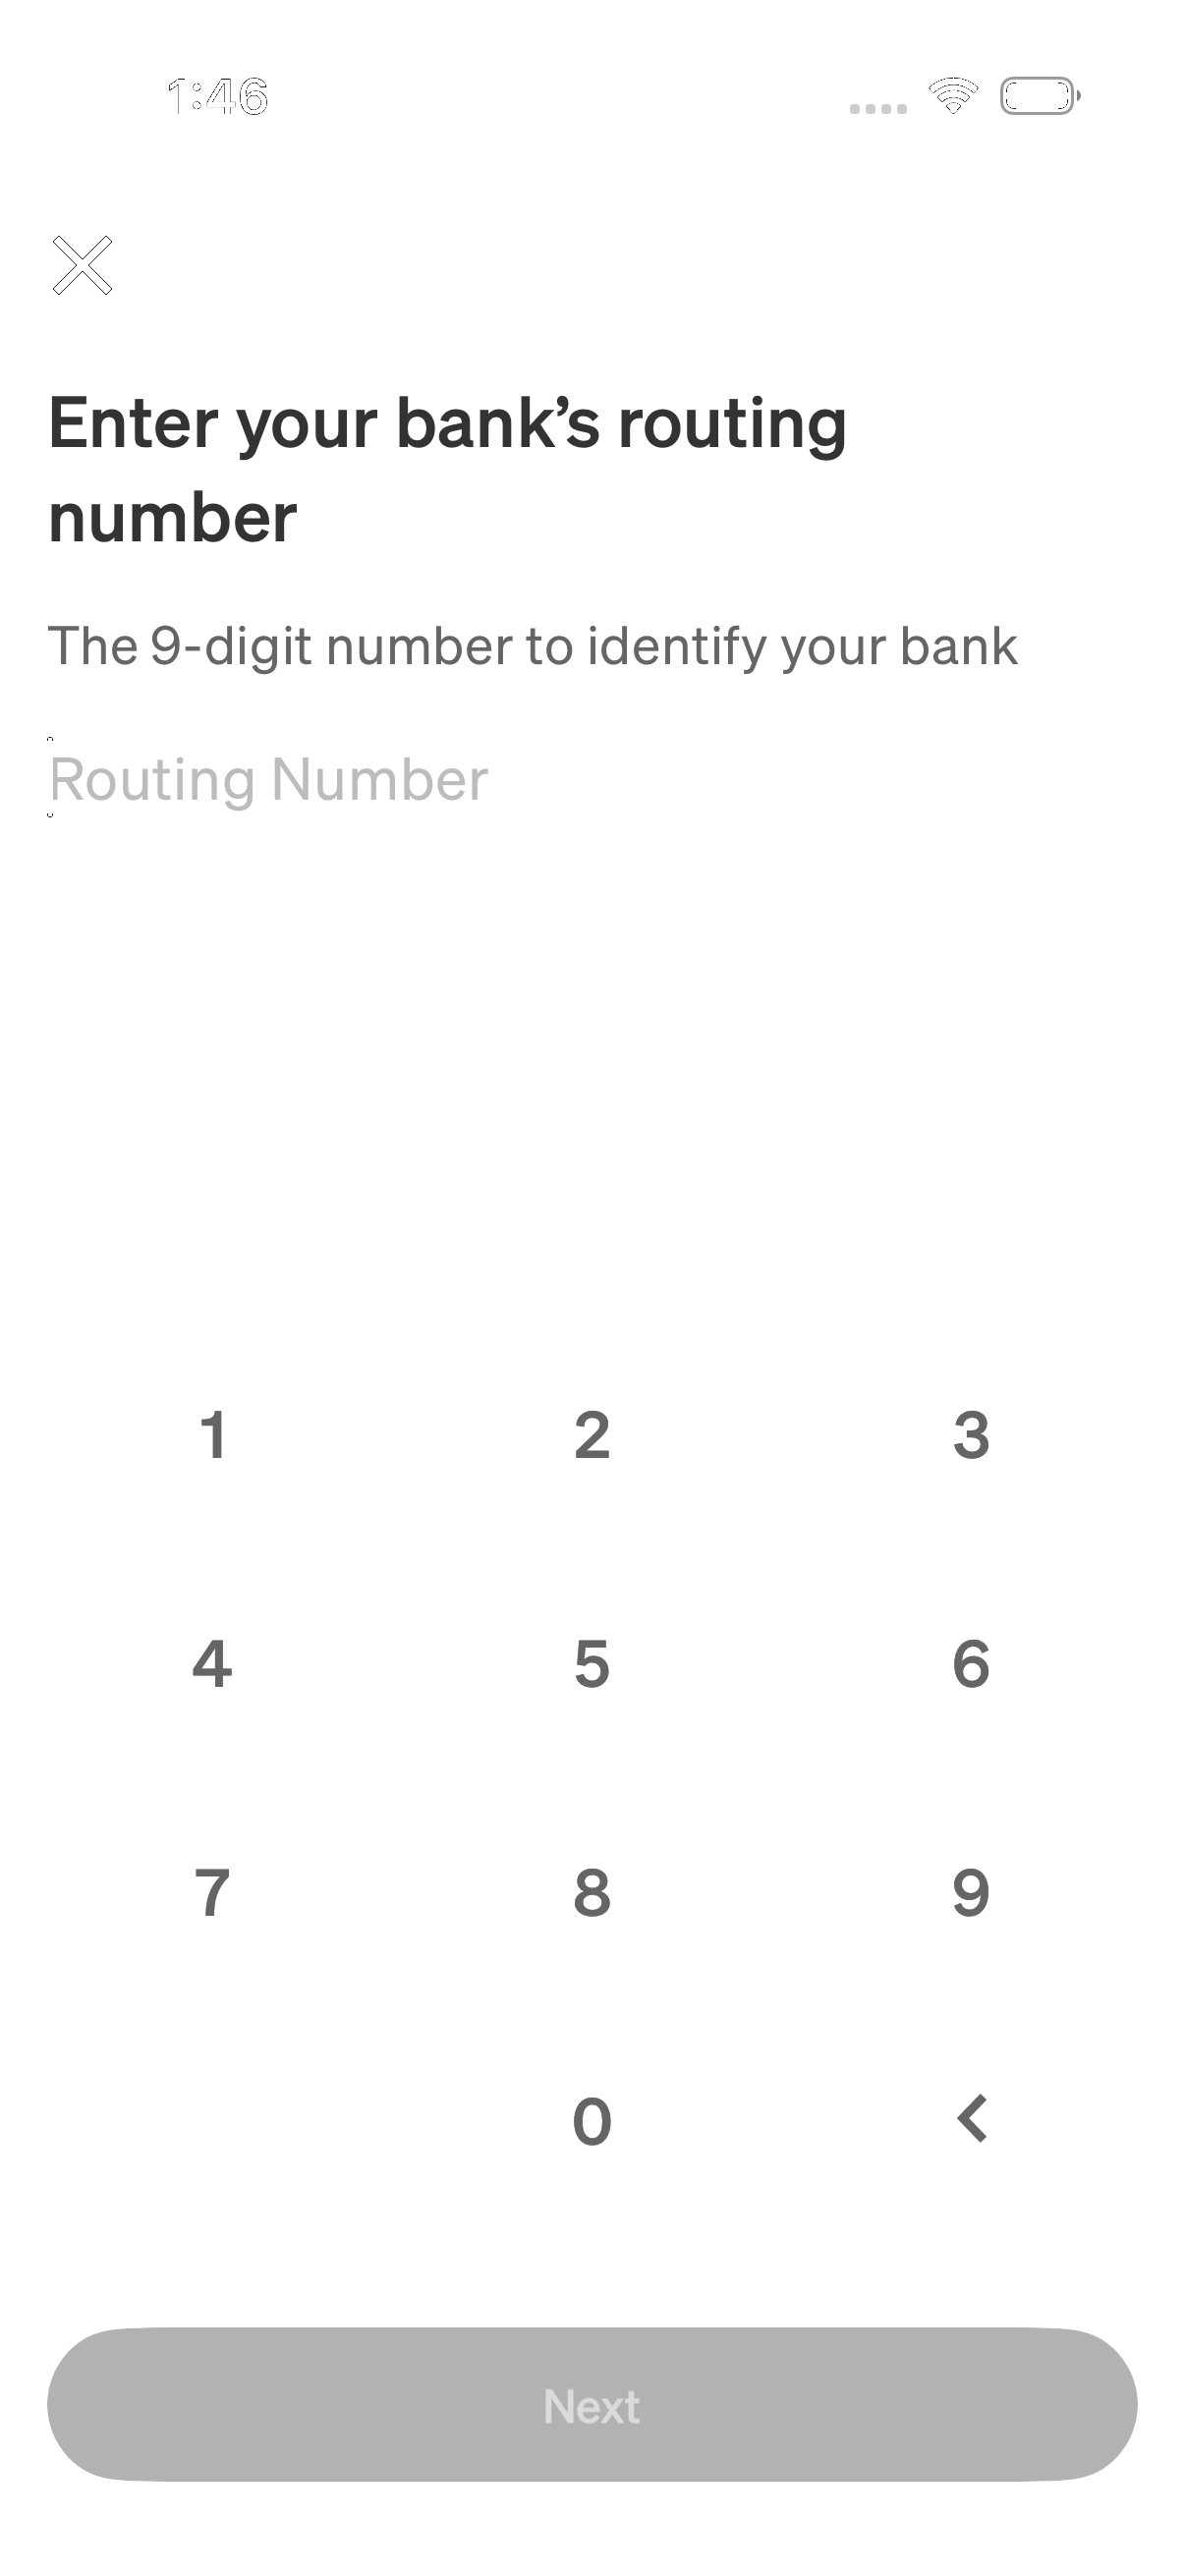 1:46
Enter your bank’s routing
number
The 9-digit number to identify your bank
Routing Number
1 2 3
4 5 6
7 8 9
0
Next